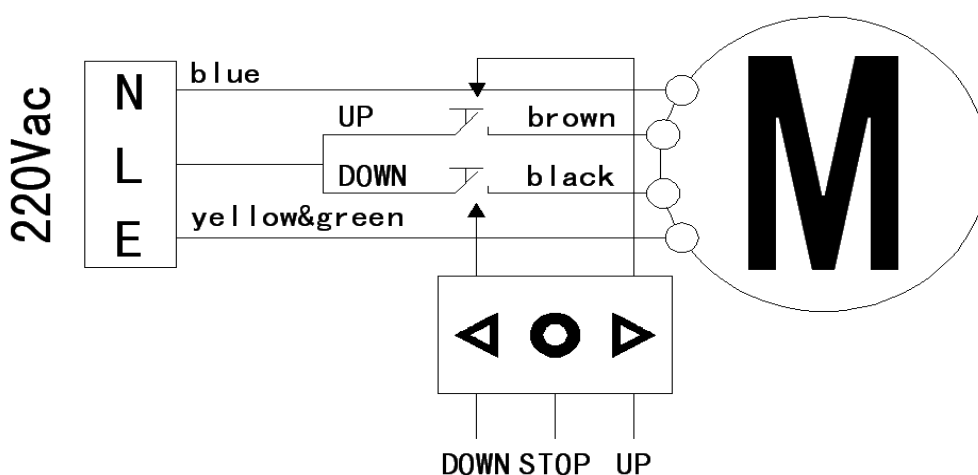 220Vac
N
L
E
blue
UP
brown
DOWN
black
yellow&green
M
DOWN STOP UP